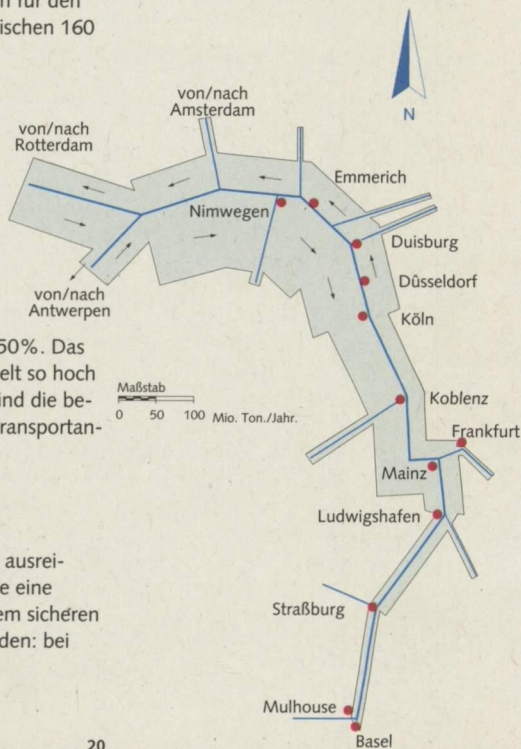 n für den
ischen 160
N
von/nach
Amsterdam
von/nach
Rotterdam
Emmerich
Nimwegen
Duisburg
von/nach
Antwerpen
Dûsseldorf
Köln
50%. Das
elt so hoch
ind die be-
ransportan-
Maßstab
0 50 100 Mio. Ton./Jahr.
Koblenz
Frankfurt
Mainz
Ludwigshafen
ausrei-
e eine
em sicheren
den: bei
Straßburg
Mulhouse
Basel
20